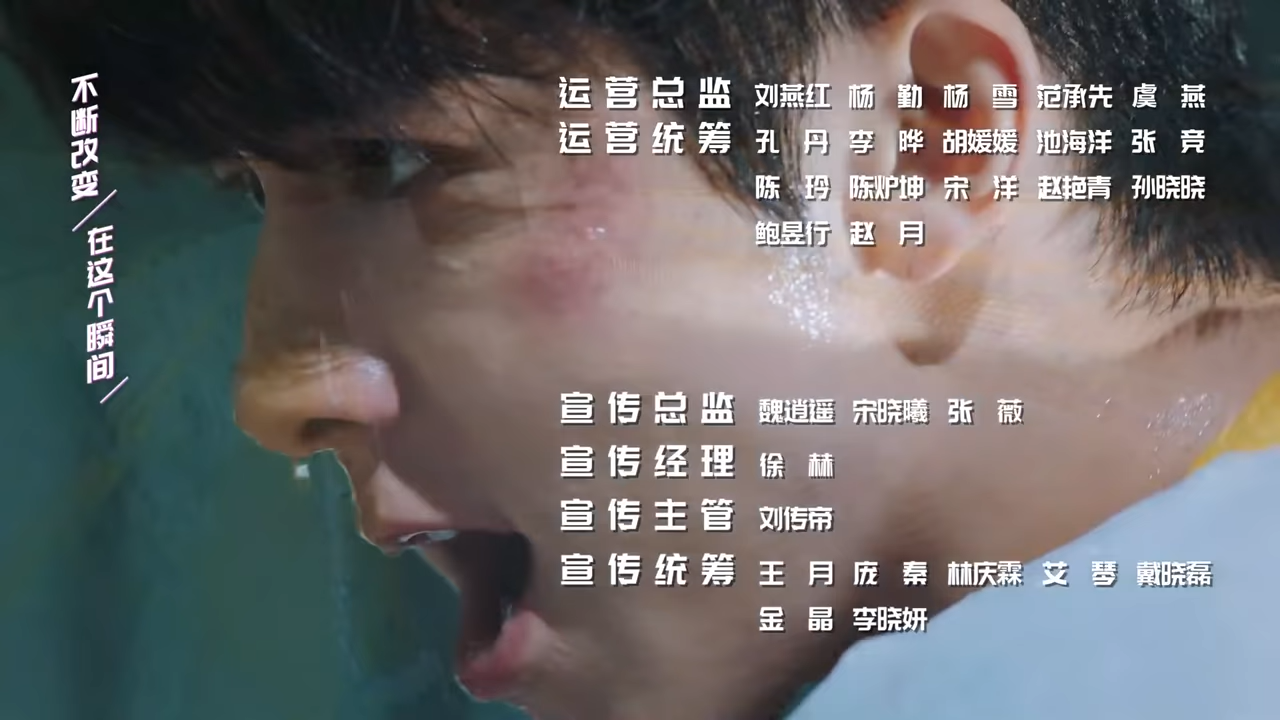 不断改变/
在这个瞬间/
运营总监 刘燕红 杨 勤 杨 雪 范承先 虞 燕
运营统筹 孔 丹 李 晔 胡媛媛 池海洋 张 竞
陈 玲 陈炉坤 宋 洋 赵艳青 孙晓晓
鲍昱行 赵 月
宣传总监 魏逍遥 宋晓曦 张 薇
宣传经理 徐 赫
宣传主管 刘传帝
宣传统筹 王 月 庞 秦 林庆霖 艾 琴 戴晓磊
金 晶 李晓妍